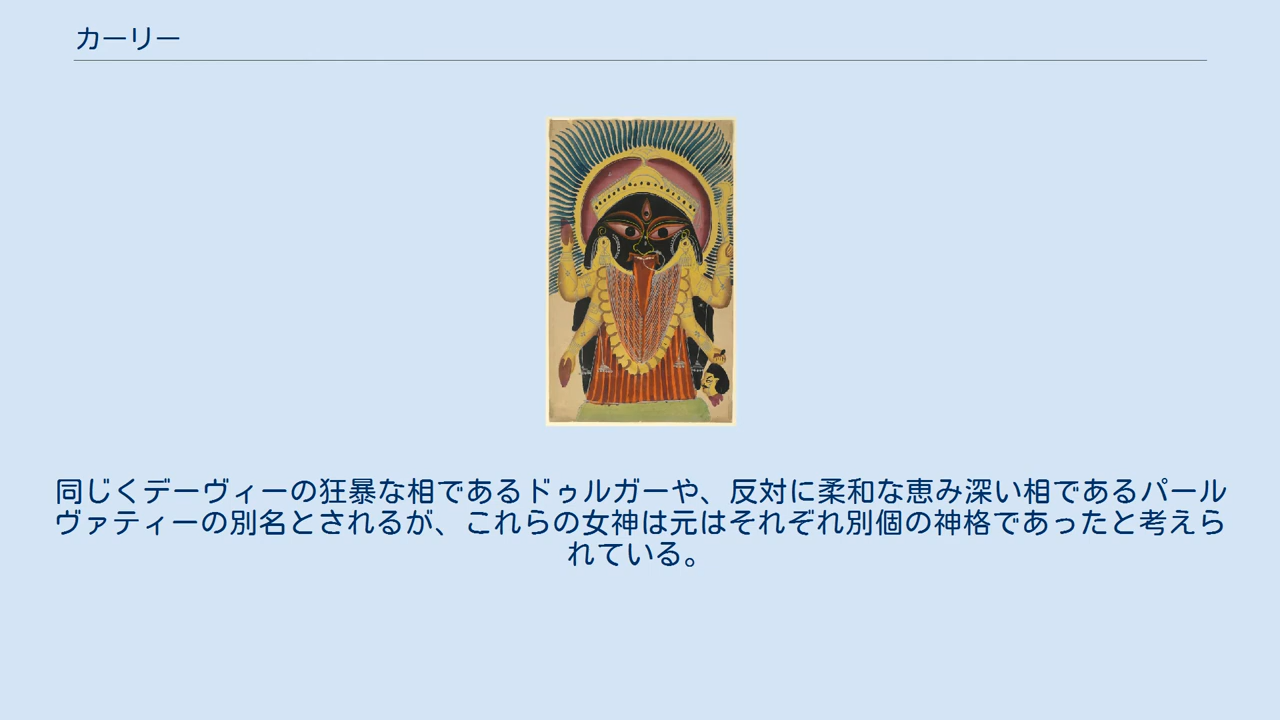 カーリー
同じくデーヴィーの狂暴な相であるドゥルガーや、反対に柔和な恵み深い相であるパール
ヴァティーの別名とされるが、これらの女神は元はそれぞれ別個の神格であったと考えら
れている。